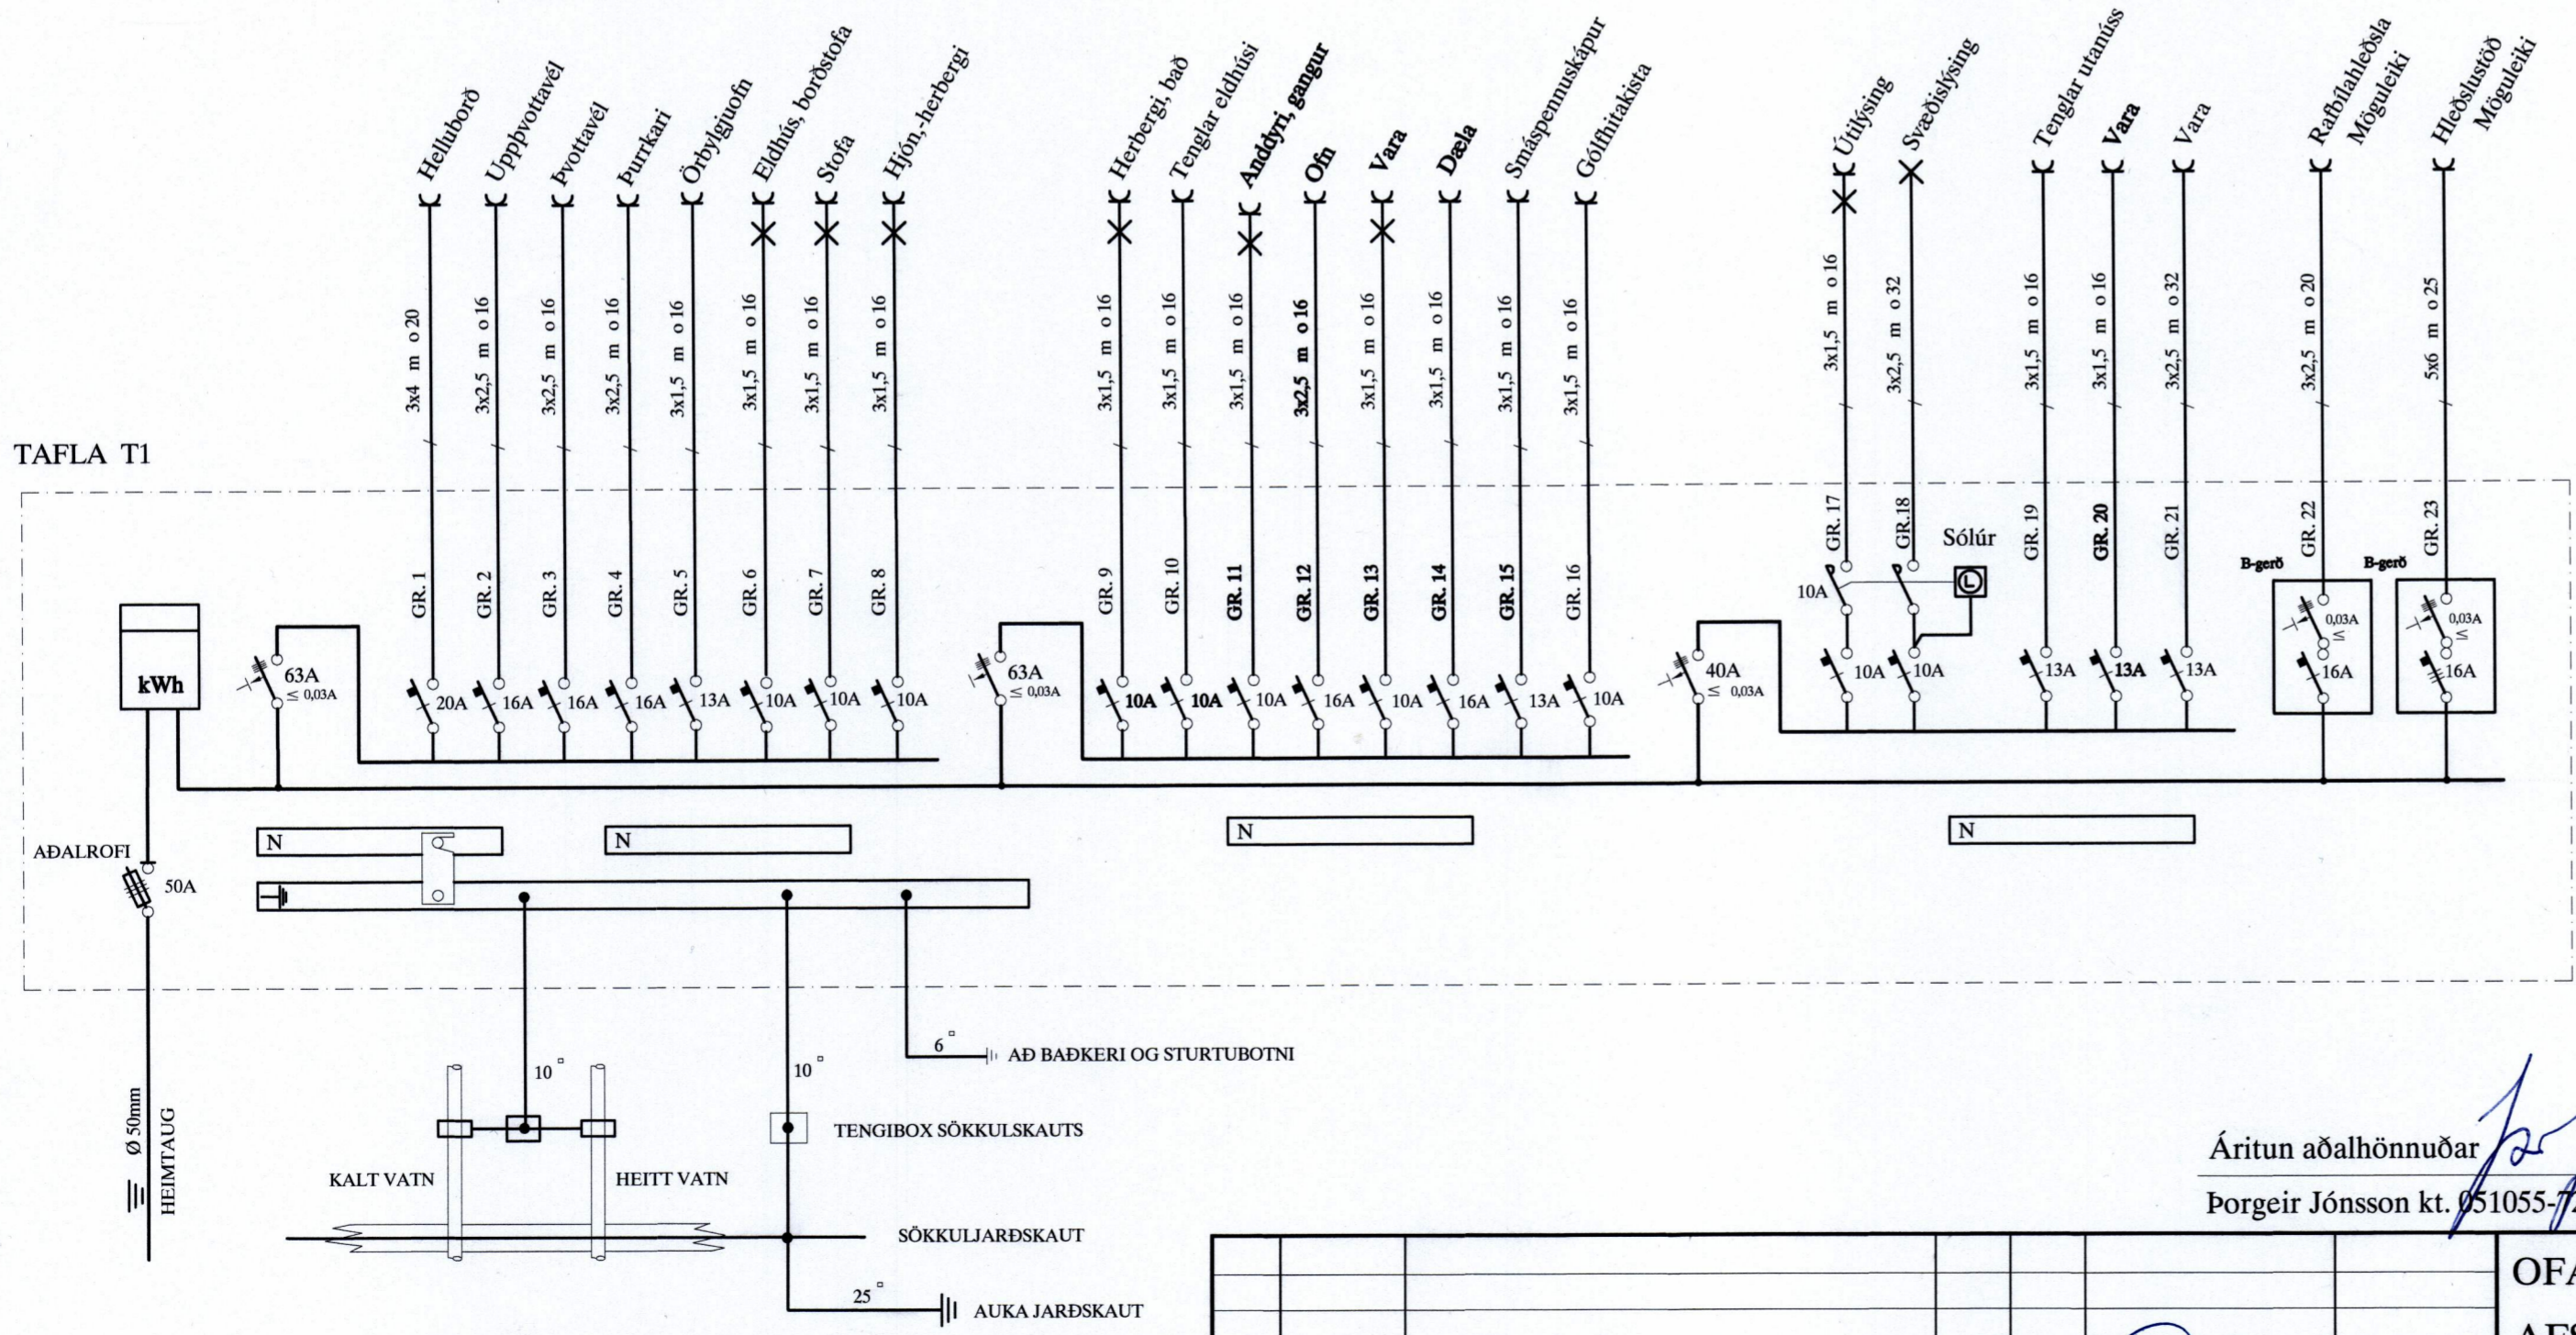 Helluborð
Uppþvottavél
Þvottavél
Þurrkari
Örbylgjuofn
Eldhús, borðstofa
Stofa
Hjón,-herbergi
Herbergi, bað
Tenglar eldhúsi
Anddyri, gangur
Ofn
Vara
Dæla
Smáspennuskápur
Gólfhitakista
Útilýsing
Svæðislýsing
Tenglar utanúss
Vara
Vara
Rafbílahleðsla
Möguleiki
Hleðslustöð
Möguleiki
3x4 m o 20
3x2,5 m o 16
3x2,5 m o 16
3x2,5 m o 16
3x1,5 m o 16
3x1,5 m o 16
3x1,5 m o 16
3x1,5 m o 16
3x1,5 m o 16
3x1,5 m o 16
3x1,5 m o 16
3x2,5 m o 16
3x1,5 m o 16
3x1,5 m o 16
3x1,5 m o 16
3x1,5 m o 16
3x1,5 m o 16
3x2,5 m o 32
3x1,5 m o 16
3x1,5 m o 16
3x2,5 m o 32
3x2,5 m o 20
5x6 m o 25
TAFLA T1
GR. 1
GR. 2
GR. 3
GR. 4
GR. 5
GR. 6
GR. 7
GR. 8
GR. 9
GR. 10
GR. 11
GR. 12
GR. 13
GR. 14
GR. 15
GR. 16
GR. 17
GR.18
Sólúr
GR. 19
GR. 20
GR. 21
GR. 22
GR. 23
B-gerð
B-gerð
L
10A
0,03A
≤
0,03A
≤
kWh
63A
≤ 0,03A
20A
16A
16A
16A
13A
10A
10A
10A
63A
≤ 0,03A
10A
10A
10A
16A
10A
16A
13A
10A
40A
≤ 0,03A
10A
10A
13A
13A
13A
16A
16A
N
N
N
N
AÐALROFI
50A
6
AÐ BAÐKERI OG STURTUBOTNI
10
10
Ø 50mm
HEIMTAUG
TENGIBOX SÖKKULSKAUTS
KALT VATN
HEITT VATN
SÖKKULJARÐSKAUT
25
AUKA JARÐSKAUT
Áritun aðalhönnuðar
Þorgeir Jónsson kt. 051055-7
OFA